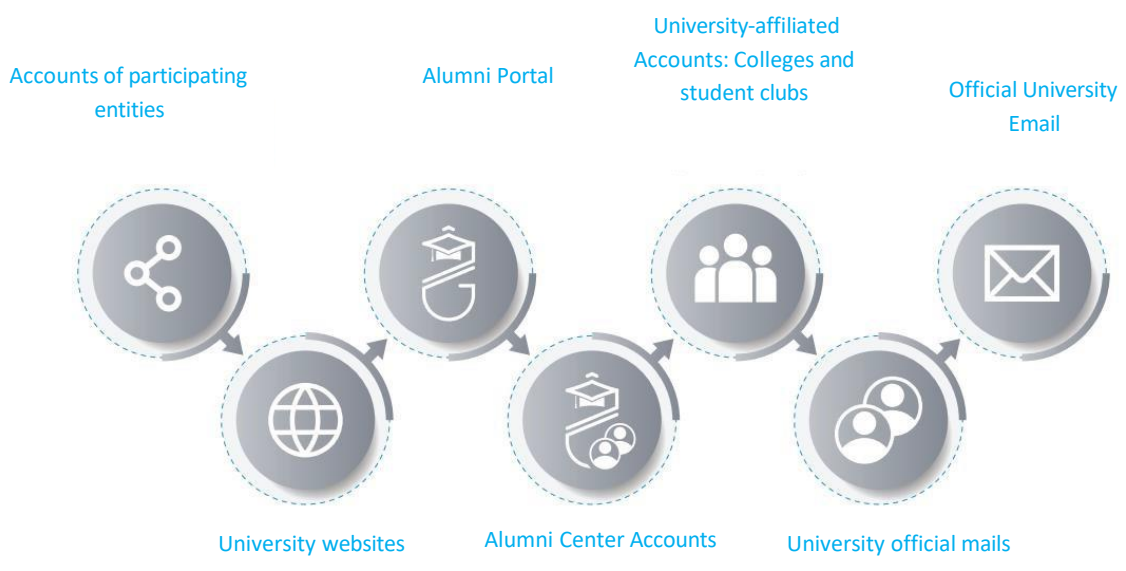 Accounts of participating
entities
University websites
Alumni Portal
Alumni Center Accounts
University-affiliated
Accounts: Colleges and
student clubs
University official mails
Official University
Email